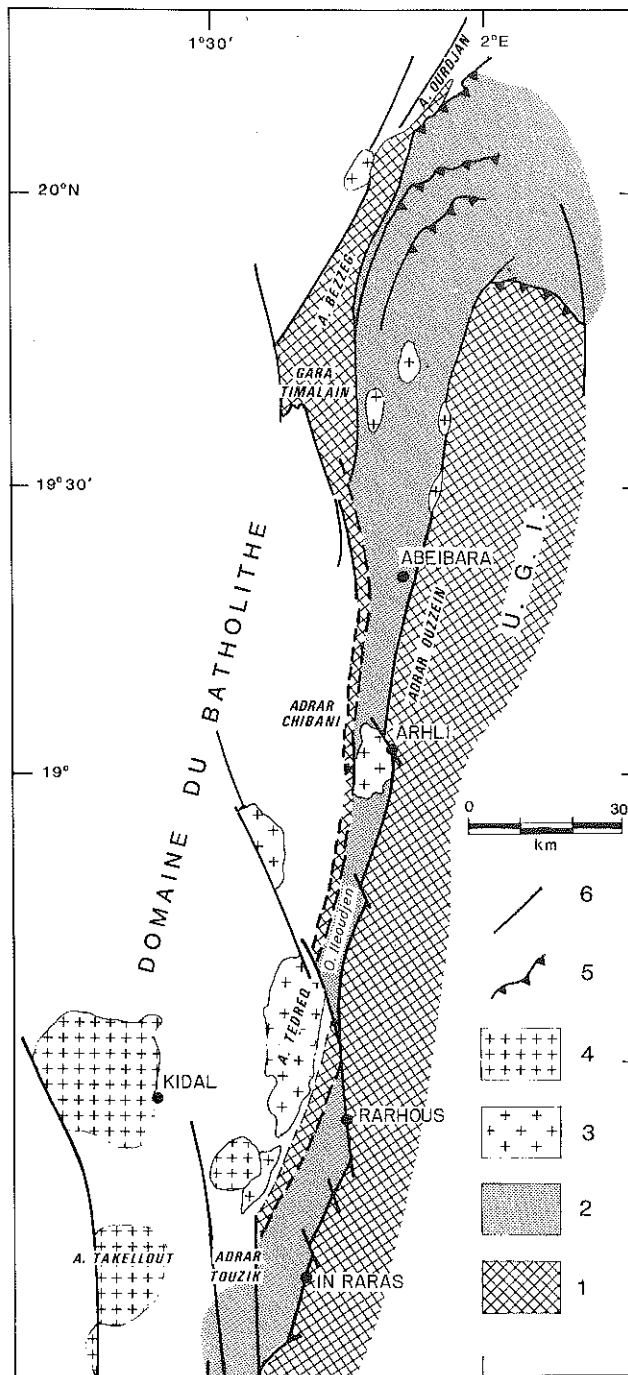 1°30'
2°E
A. OURDJAN
20°N
A. BEZZEG
GARA
TIMALAIN
19°30'
ABEIBARA
U. G. I.
ADRAR OUZZEIN
DOMAINE DU BATHOLITHE
ADRAR
CHIBANI
ARHLI
19°
0 30
km
O. Ileoudjen
6
5
A. TEDREQ
4
KIDAL
RARHOUS
3
2
A. TAKELLOUT
ADRAR
TOUZIK
IN RARAS
1